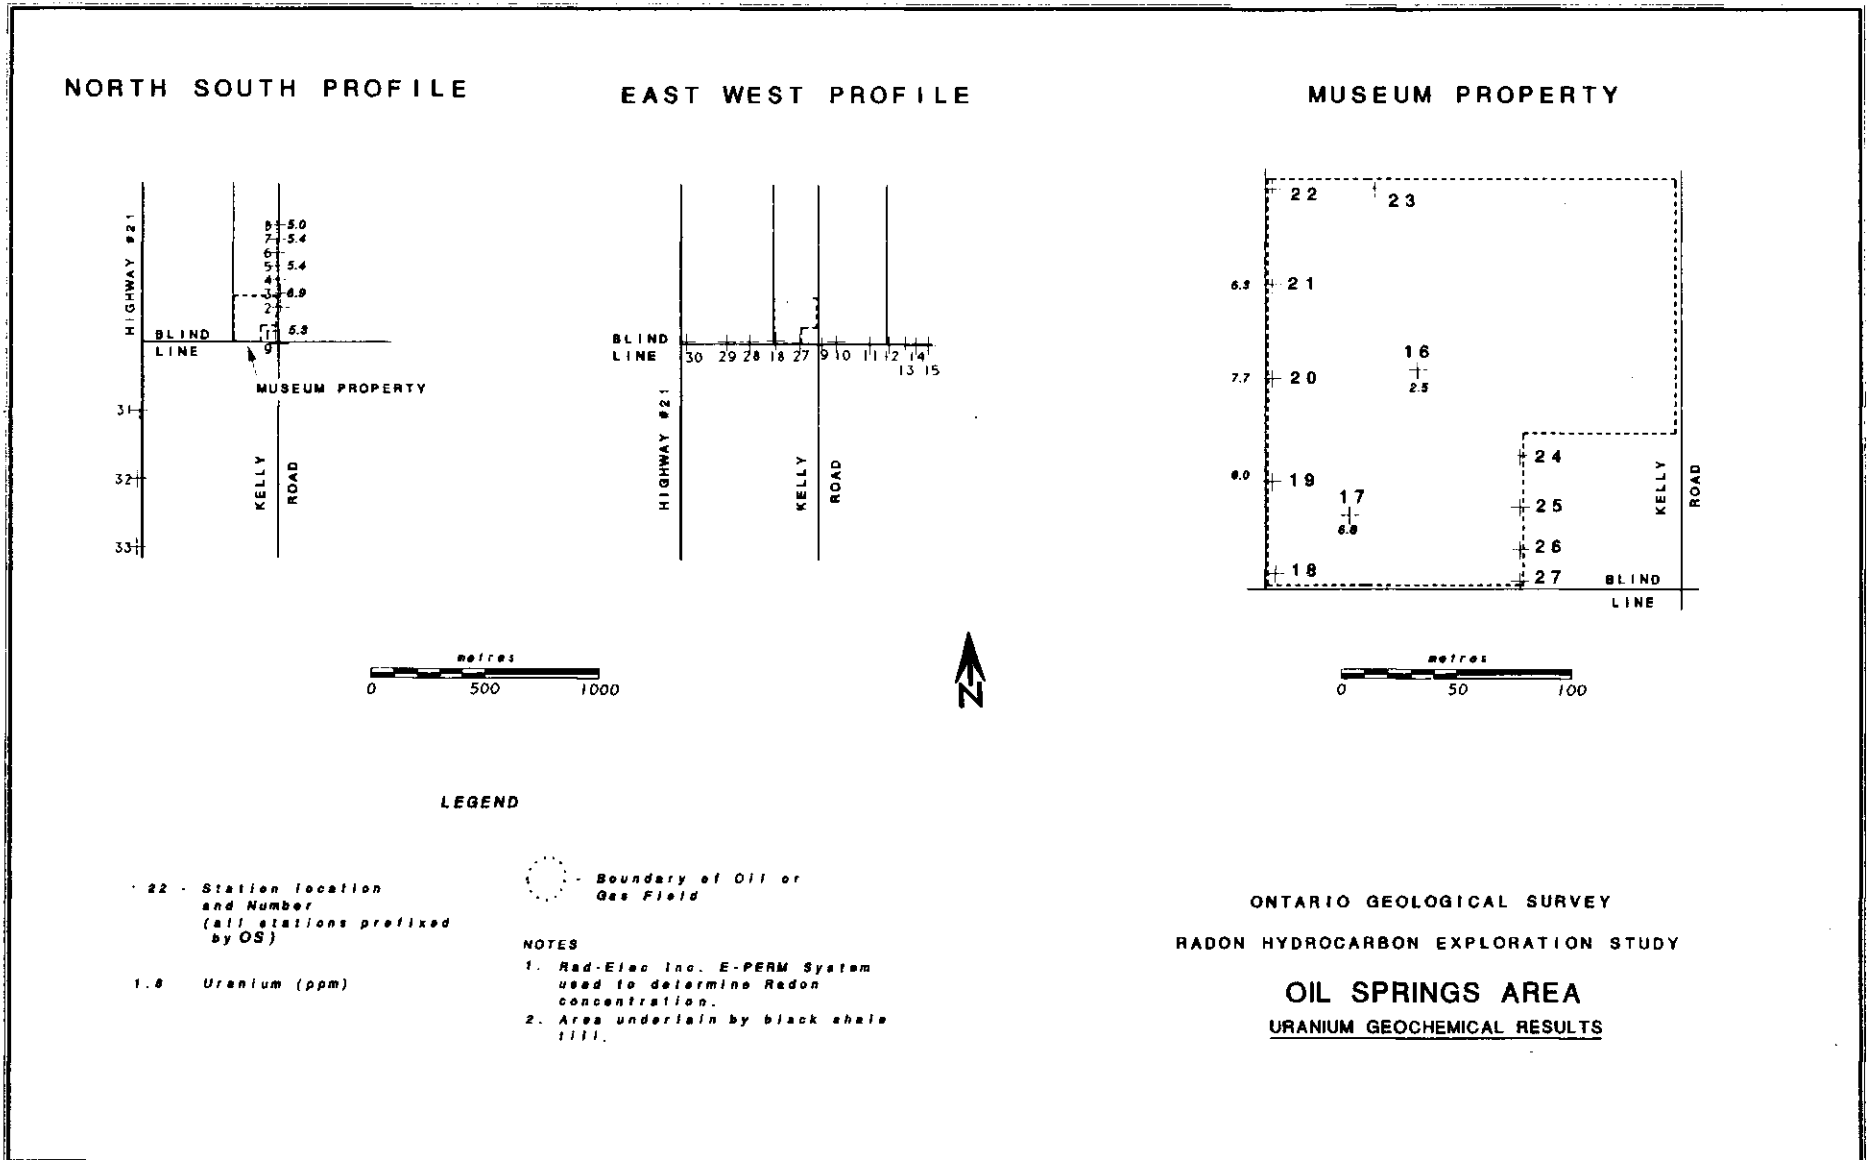 NORTH SOUTH PROFILE
HIGHWAY #21
8 5.0
7 5.4
6
5 5.4
4
3 6.9
2
1
9
BLIND
LINE
MUSEUM PROPERTY
31
32
33
KELLY
ROAD
EAST WEST PROFILE
BLIND
LINE
30 29 28 18 27 9 10 11 12 14
13 15
HIGHWAY #21
KELLY
ROAD
MUSEUM PROPERTY
22
23
21
16
7.7 20
2.5
24
6.0 19
17
25
26
18
27
KELLY
ROAD
BLIND
LINE
metres
0 500 1000
N
metres
0 50 100
LEGEND
22 - Station location
and Number
(all stations prefixed
by OS)
1.8 Uranium (ppm)
- Boundary of Oil or
Gas Field
NOTES
1. Rad-Elec Inc. E-PERM System
used to determine Radon
concentration.
2. Area underlain by black shale
till.
ONTARIO GEOLOGICAL SURVEY
RADON HYDROCARBON EXPLORATION STUDY
OIL SPRINGS AREA
URANIUM GEOCHEMICAL RESULTS